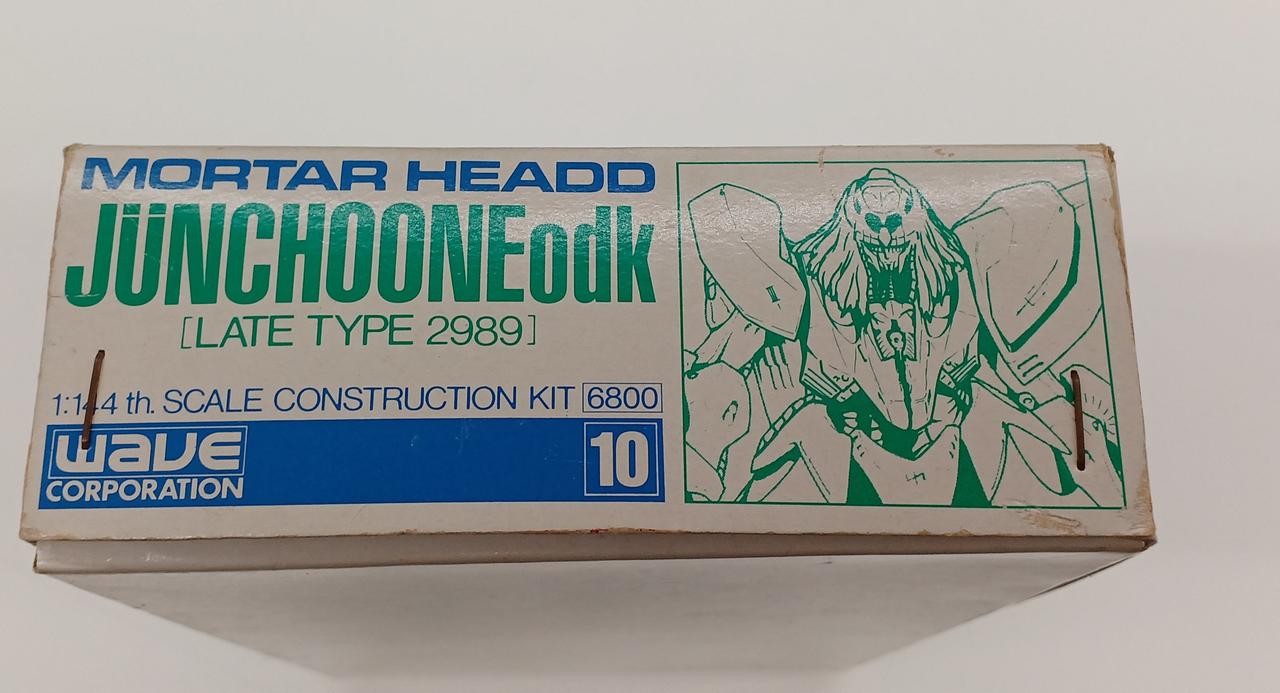 MORTAR HEADD
JÜNCHOONEodk
[LATE TYPE 2989]
1:144 th. SCALE CONSTRUCTION KIT 6800
WAVE 10
CORPORATION